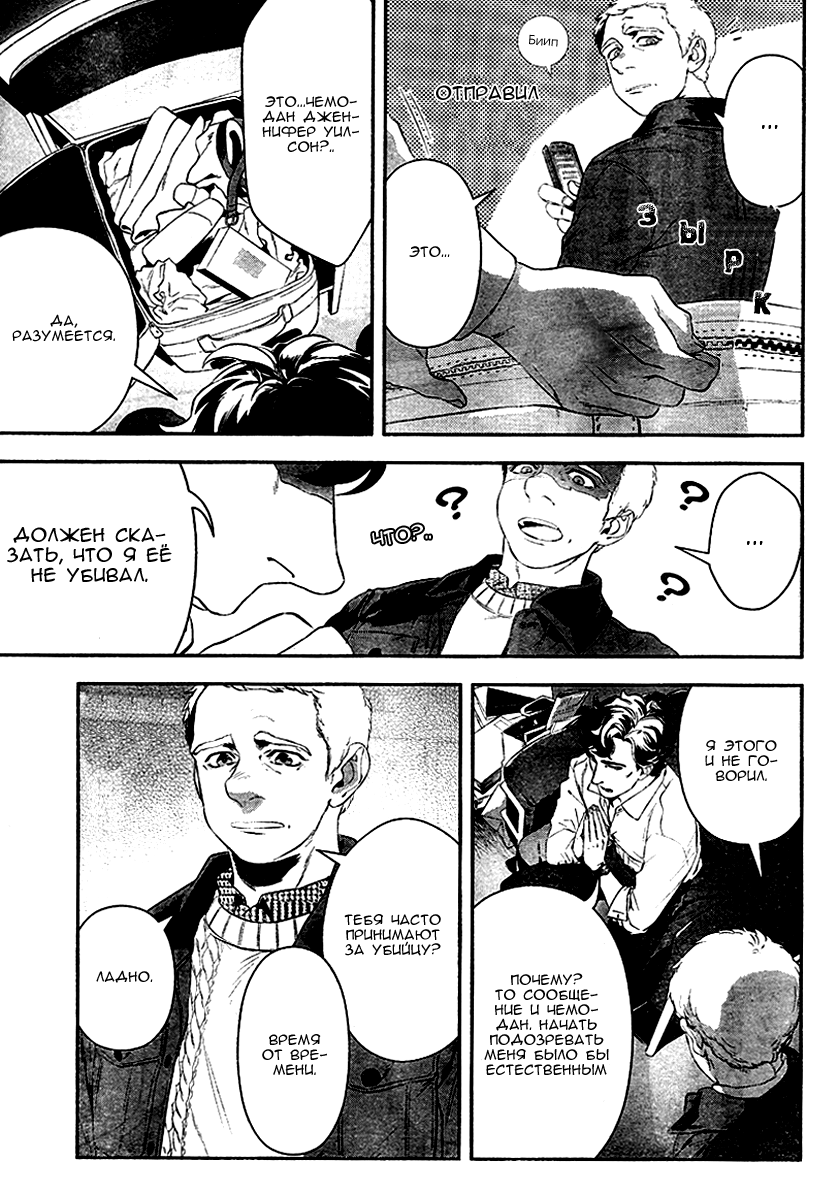 Биип
ОТПРАВИЛ
...
ЗЫРК
ЭТО...
ЭТО...ЧЕМО-
ДАН ДЖЕН-
НИФЕР УИЛ-
СОН?..
ДА,
РАЗУМЕЕТСЯ.
...
?
?
?
ЧТО?..
ДОЛЖЕН СКА-
ЗАТЬ, ЧТО Я ЕЁ
НЕ УБИВАЛ.
Я ЭТОГО
И НЕ ГО-
ВОРИЛ.
ПОЧЕМУ?
ТО СООБЩЕ-
НИЕ И ЧЕМО-
ДАН. НАЧАТЬ
ПОДОЗРЕВАТЬ
МЕНЯ БЫЛО БЫ
ЕСТЕСТВЕННЫМ
ТЕБЯ ЧАСТО
ПРИНИМАЮТ
ЗА УБИЙЦУ?
ВРЕМЯ
ОТ ВРЕ-
МЕНИ.
ЛАДНО.